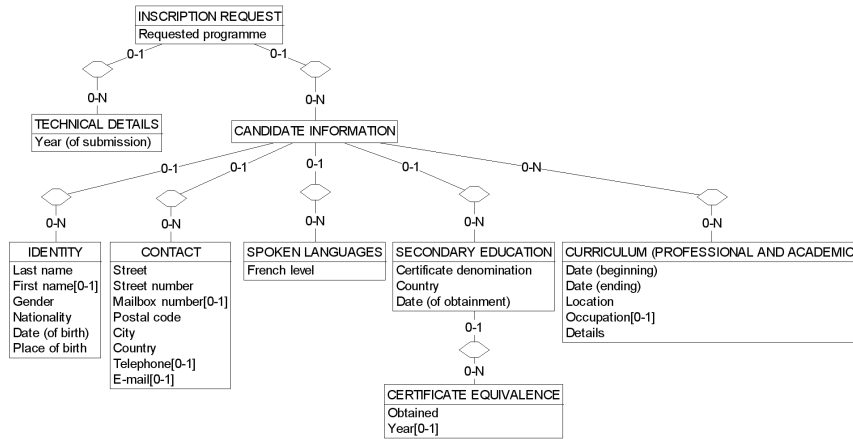 INSCRIPTION REQUEST
Requested programme
0-1
0-1
0-N
0-N
TECHNICAL DETAILS
Year (of submission)
CANDIDATE INFORMATION
0-1
0-1
0-1
0-1
0-N
0-N
0-N
0-N
0-N
0-N
IDENTITY
Last name
First name[0-1]
Gender
Nationality
Date (of birth)
Place of birth
CONTACT
Street
Street number
Mailbox number[0-1]
Postal code
City
Country
Telephone[0-1]
E-mail[0-1]
SPOKEN LANGUAGES
French level
SECONDARY EDUCATION
Certificate denomination
Country
Date (of obtainment)
CURRICULUM (PROFESSIONAL AND ACADEMIC
Date (beginning)
Date (ending)
Location
Occupation[0-1]
Details
0-1
0-N
CERTIFICATE EQUIVALENCE
Obtained
Year[0-1]